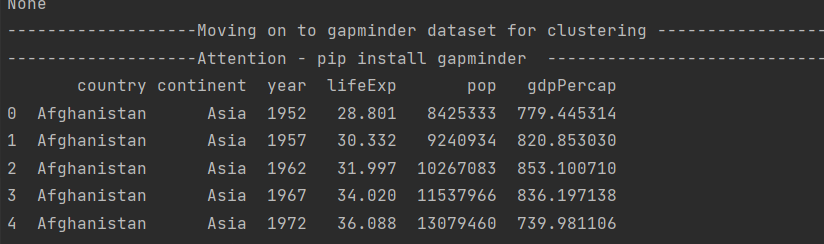 None
-------------------Moving on to gapminder dataset for clustering -----------------
-------------------Attention - pip install gapminder  ----------------------------
country continent year lifeExp pop gdpPercap
0 Afghanistan Asia 1952 28.801 8425333 779.445314
1 Afghanistan Asia 1957 30.332 9240934 820.853030
2 Afghanistan Asia 1962 31.997 10267083 853.100710
3 Afghanistan Asia 1967 34.020 11537966 836.197138
4 Afghanistan Asia 1972 36.088 13079460 739.981106